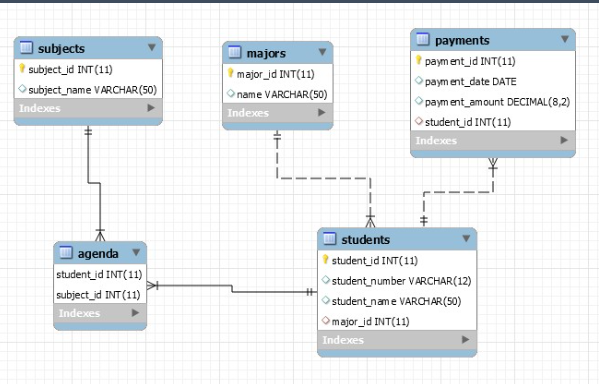 subjects
subject_id INT(11)
subject_name VARCHAR(50)
Indexes
majors
major_id INT(11)
name VARCHAR(50)
Indexes
payments
payment_id INT(11)
payment_date DATE
payment_amount DECIMAL(8,2)
student_id INT(11)
Indexes
agenda
student_id INT(11)
subject_id INT(11)
Indexes
students
student_id INT(11)
student_number VARCHAR(12)
student_name VARCHAR(50)
major_id INT(11)
Indexes